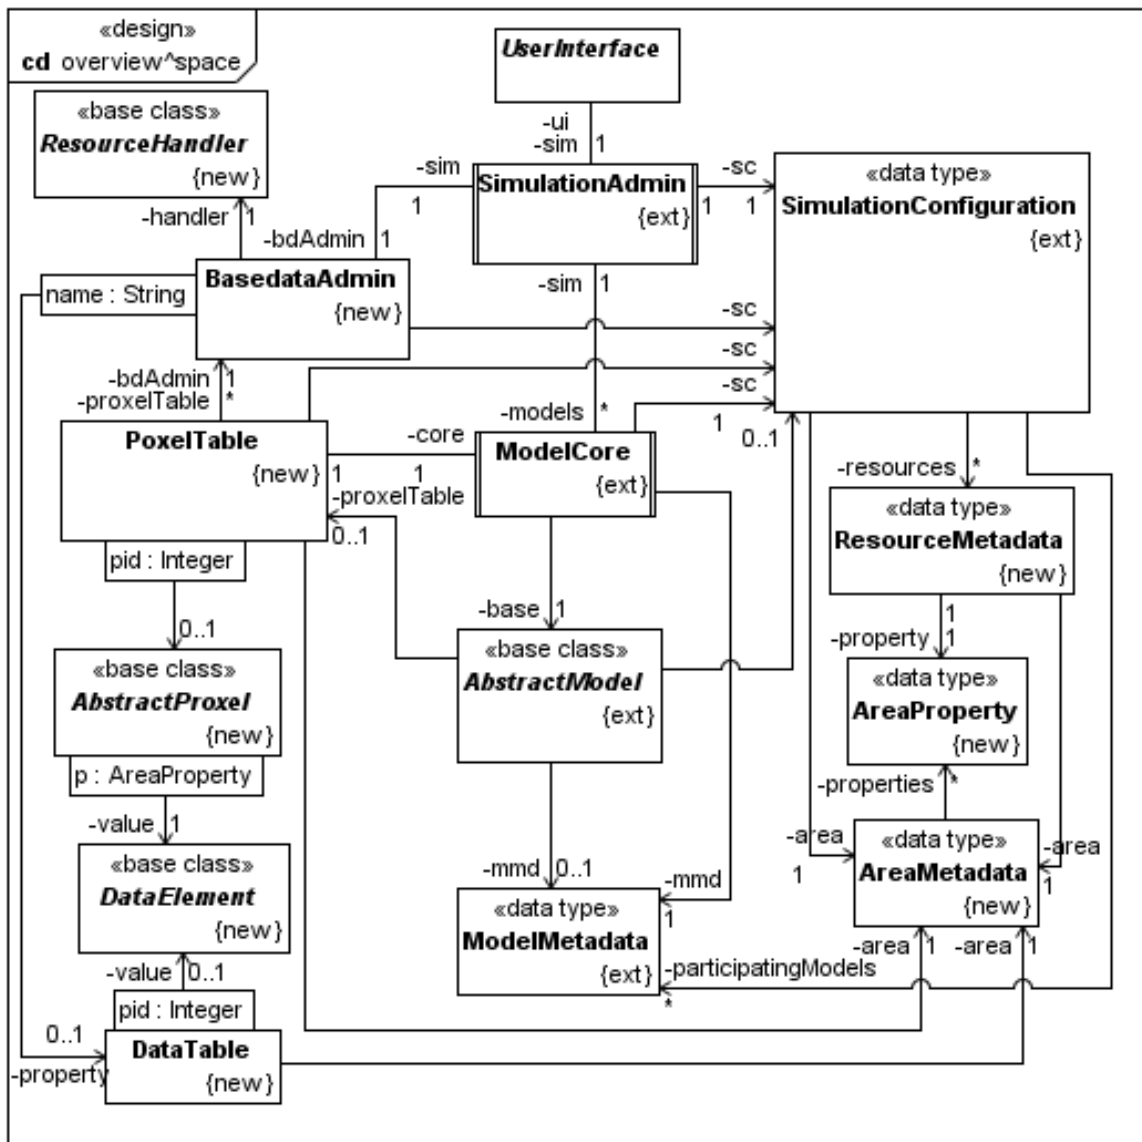 «design»
cd overview^space
UserInterface
«base class»
ResourceHandler
{new}
-ui
-sim 1
-handler 1
-sim
1
SimulationAdmin
{ext}
-sc
1 1
«data type»
SimulationConfiguration
{ext}
-bdAdmin 1
name : String
BasedataAdmin
{new}
-sim 1
-sc
-sc
-sc
1
0..1
-bdAdmin 1
-proxelTable *
-models *
PoxelTable
{new}
-core
1 1
ModelCore
{ext}
-proxelTable
0..1
-resources *
«data type»
ResourceMetadata
{new}
pid : Integer
0..1
-base 1
1
-property 1
«base class»
AbstractProxel
{new}
«base class»
AbstractModel
{ext}
«data type»
AreaProperty
{new}
p : AreaProperty
-value 1
-properties *
-area
1
«data type»
AreaMetadata
{new}
-area
1
«base class»
DataElement
{new}
-mmd 0..1
-mmd
1
«data type»
ModelMetadata
{ext}
-area 1
-area 1
-participatingModels
*
-value 0..1
pid : Integer
0..1
-property
DataTable
{new}